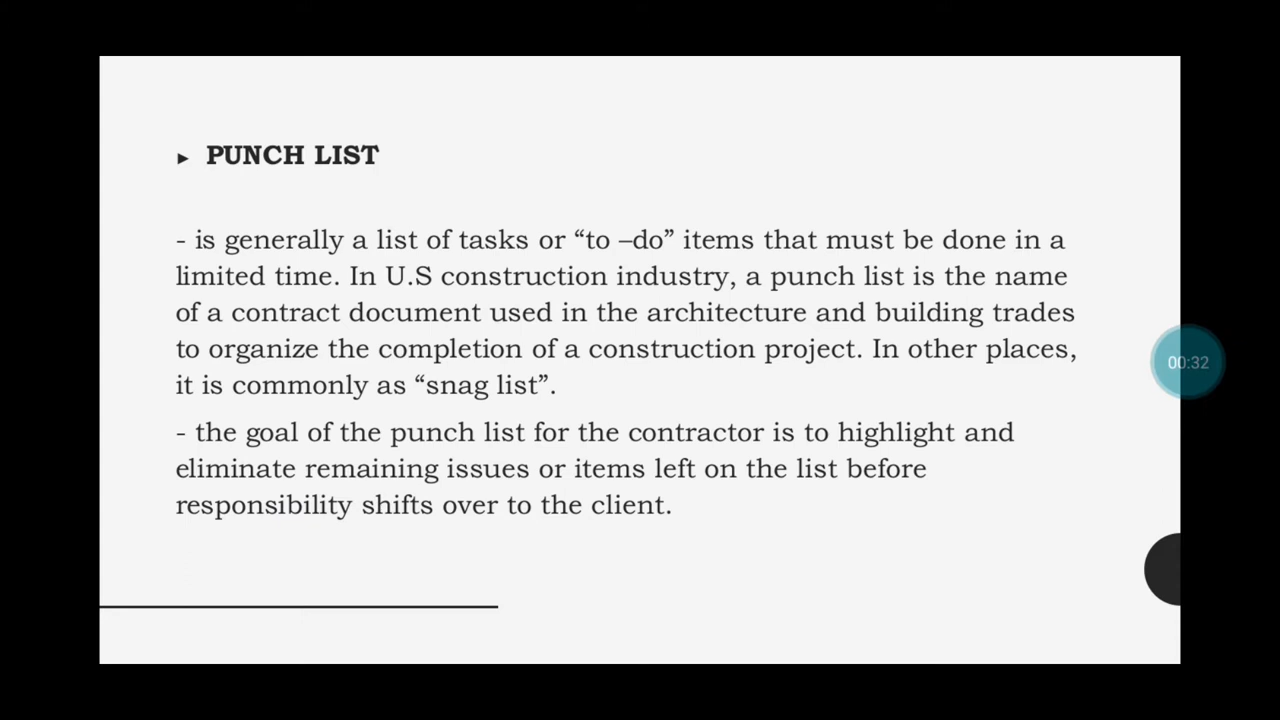 ► PUNCH LIST
- is generally a list of tasks or “to –do” items that must be done in a
limited time. In U.S construction industry, a punch list is the name
of a contract document used in the architecture and building trades
to organize the completion of a construction project. In other places,
it is commonly as “snag list”.
- the goal of the punch list for the contractor is to highlight and
eliminate remaining issues or items left on the list before
responsibility shifts over to the client.
00:32